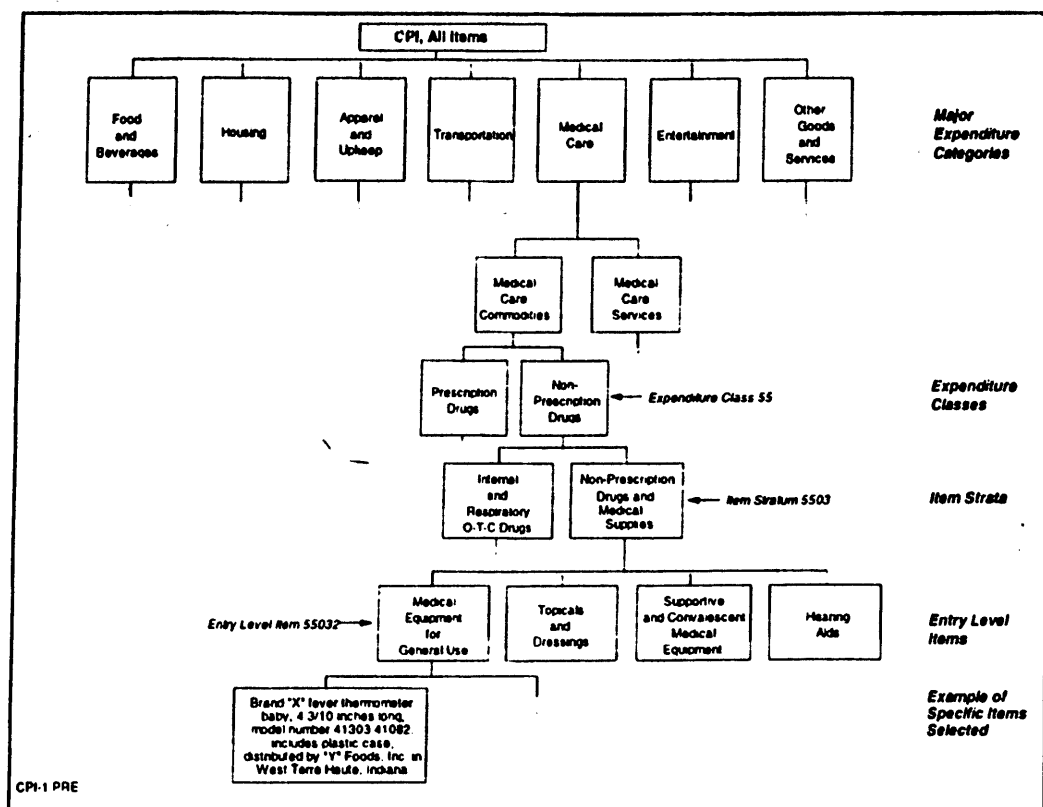 CPI, All Items
Food
and
Beverages
Housing
Apparel
and
Upkeep
Transportation
Medical
Care
Entertainment
Other
Goods
and
Services
Major
Expenditure
Categories
Medical
Care
Commodities
Medical
Care
Services
Prescription
Drugs
Non-
Prescription
Drugs
Expenditure Class 55
Expenditure
Classes
Internal
and
Respiratory
O-T-C Drugs
Non-Prescription
Drugs and
Medical
Supplies
Item Stratum 5503
Item Strata
Entry Level Item 55032
Medical
Equipment
for
General Use
Topicals
and
Dressings
Supportive
and Convalescent
Medical
Equipment
Hearing
Aids
Entry Level
Items
Brand "X" fever thermometer
baby, 4 3/10 inches long,
model number 41303 41082.
includes plastic case,
distributed by "Y" Foods, Inc in
West Terre Haute, Indiana
Example of
Specific Items
Selected
CPI-1 PRE